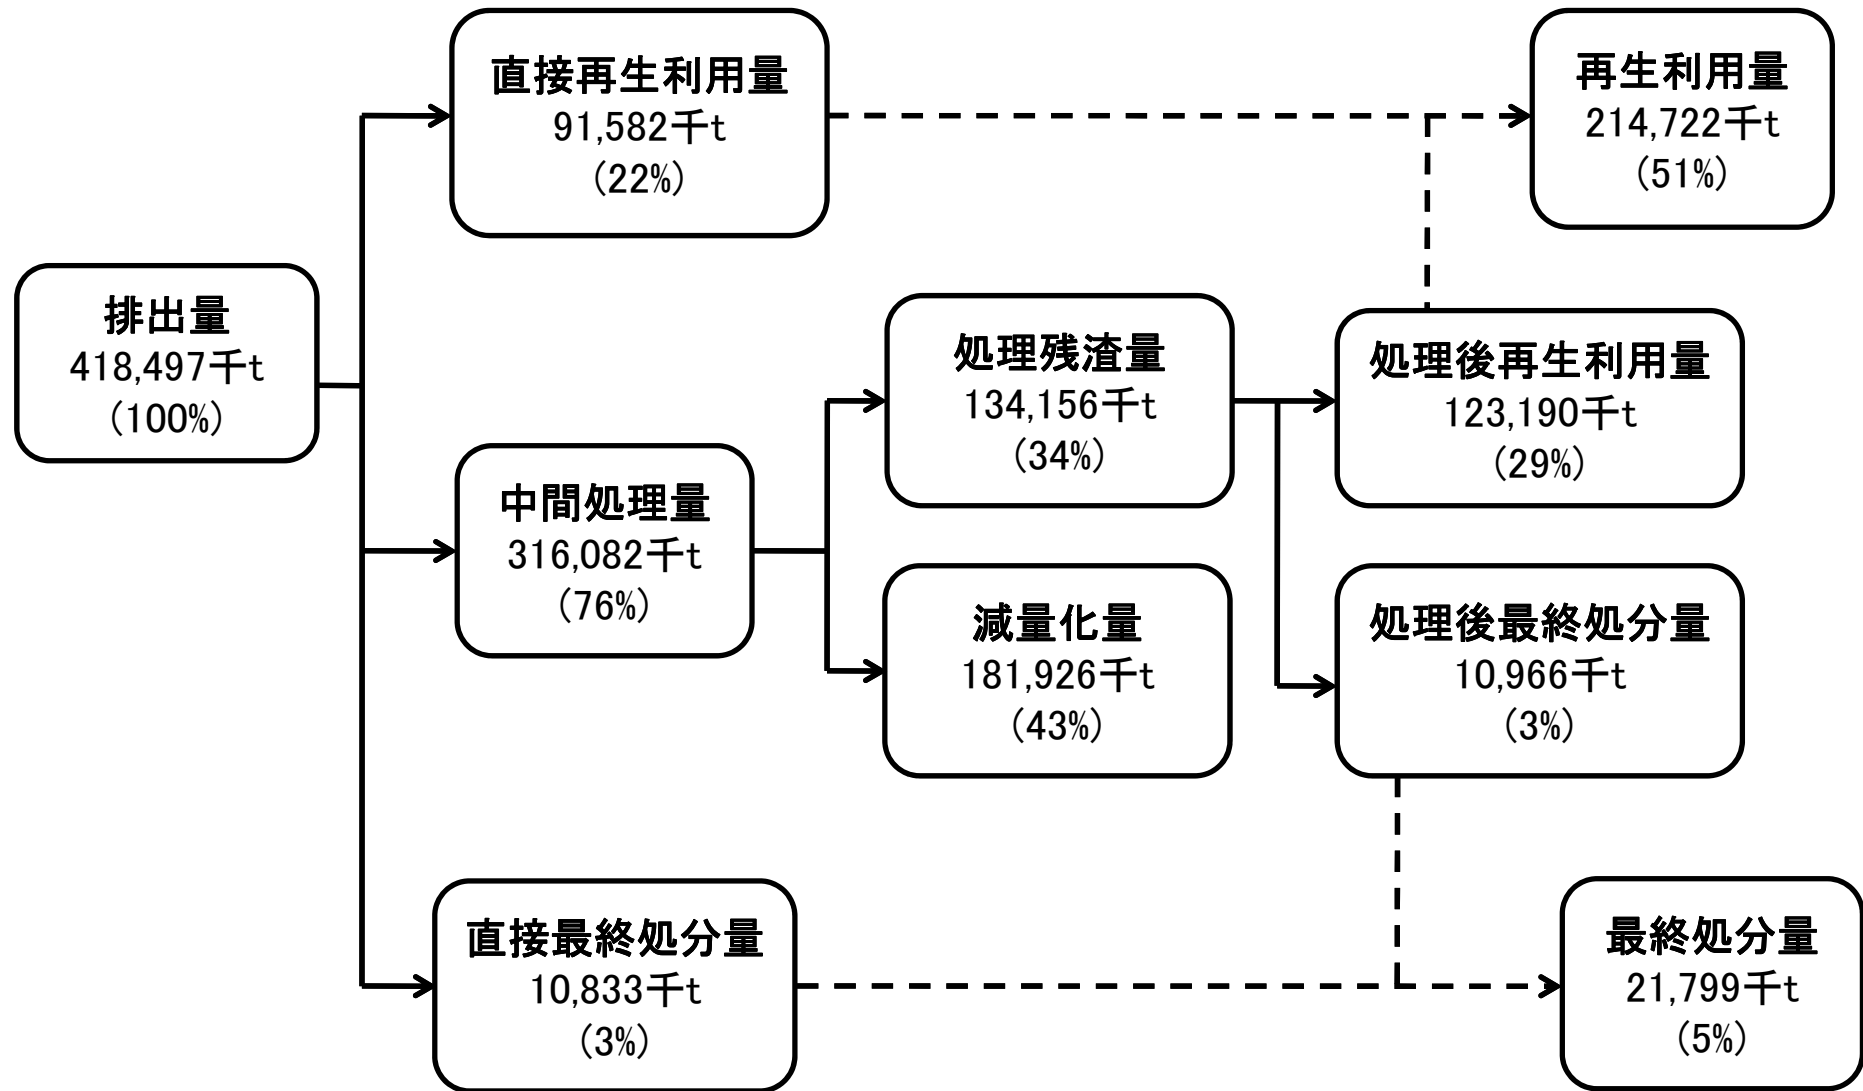 直接再生利用量
91,582千t
(22%)
再生利用量
214,722千t
(51%)
排出量
418,497千t
(100%)
処理残渣量
134,156千t
(34%)
処理後再生利用量
123,190千t
(29%)
中間処理量
316,082千t
(76%)
減量化量
181,926千t
(43%)
処理後最終処分量
10,966千t
(3%)
直接最終処分量
10,833千t
(3%)
最終処分量
21,799千t
(5%)